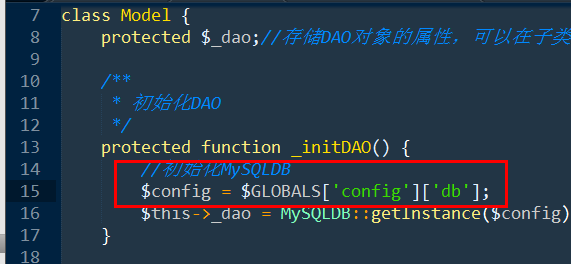 7 class Model {
8 protected $_dao;//存储DAO对象的属性，可以在子类
9
10 /**
11 * 初始化DAO
12 */
13 protected function _initDAO() {
14 //初始化MySQLDB
15 $config = $GLOBALS['config']['db'];
16 $this->_dao = MySQLDB::getInstance($config)
17 }
18